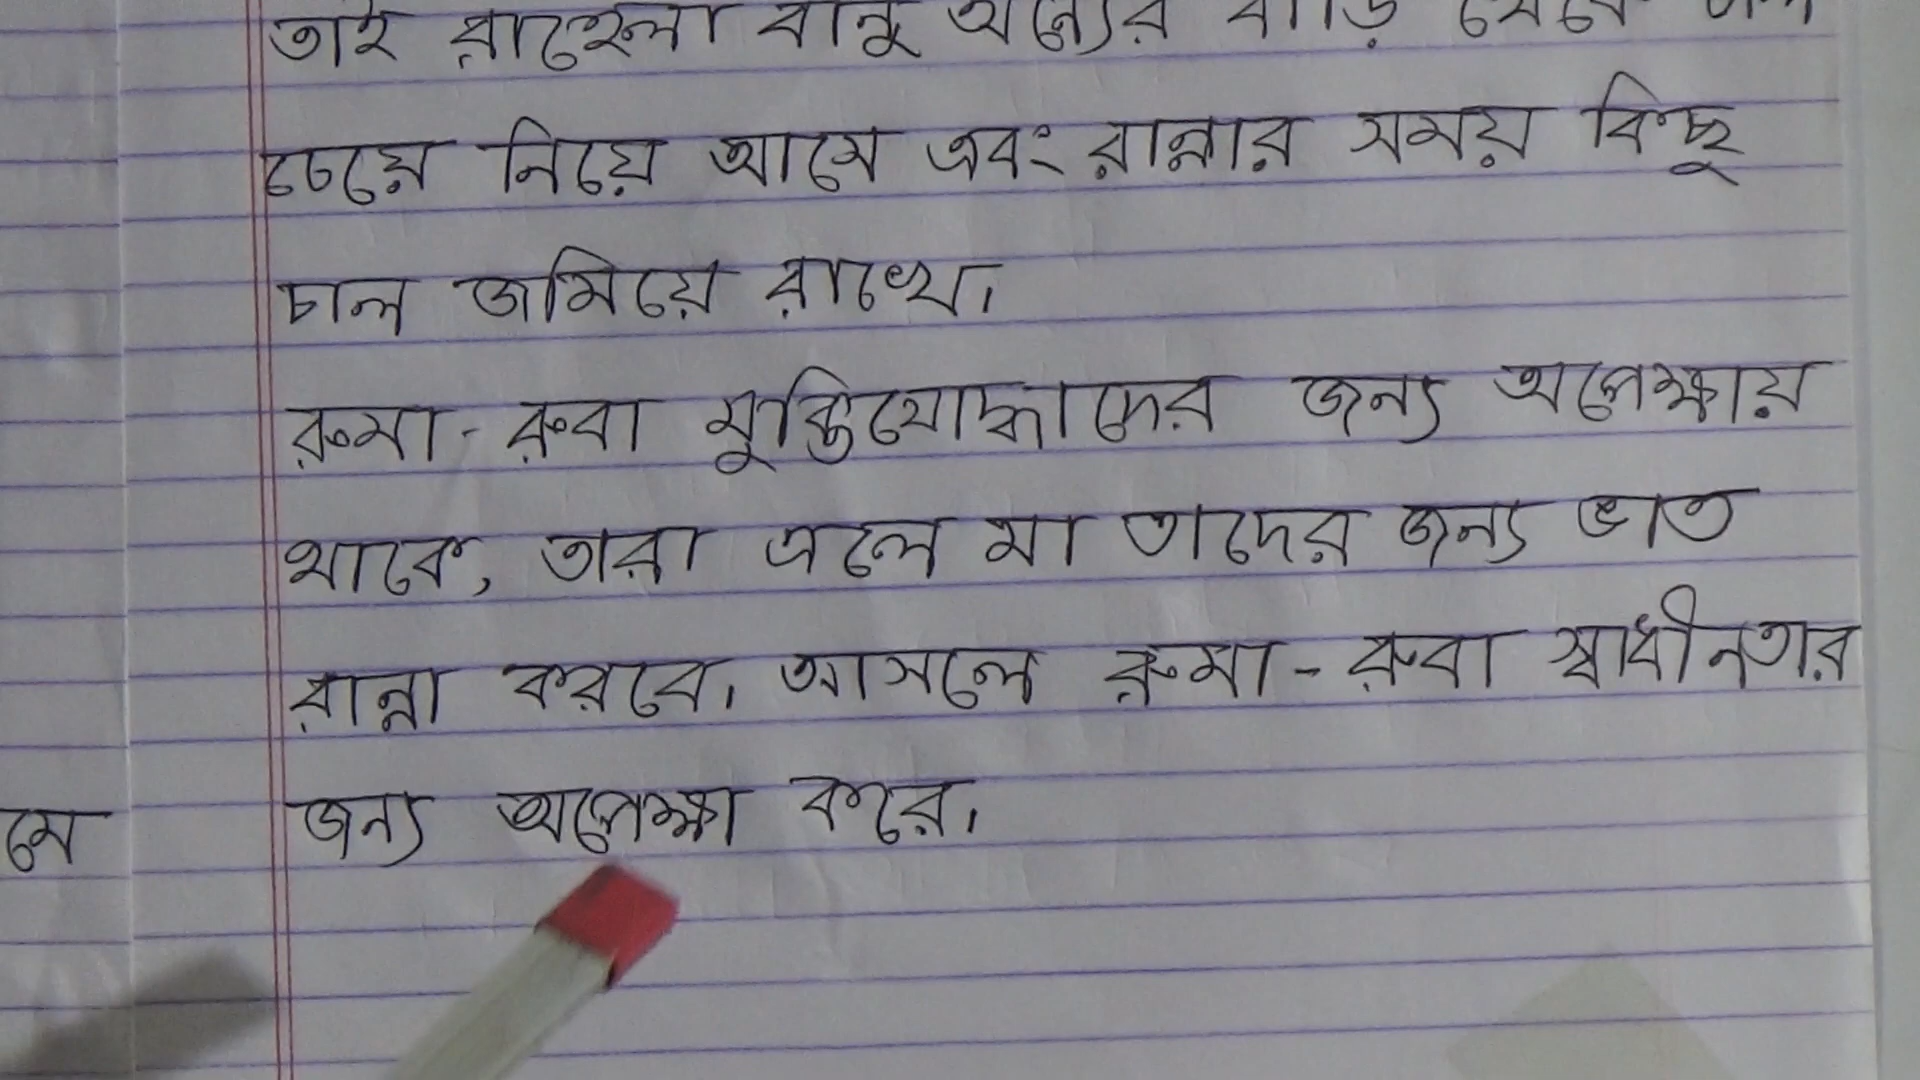 তাই রাহেলা বানু অন্যের বাড়ি থেকে চাল
চেয়ে নিয়ে আসে এবং রান্নার সময় কিছু
চাল জমিয়ে রাখে।
রুমা-রুবা মুক্তিযোদ্ধাদের জন্য অপেক্ষায়
থাকে, তারা এলে মা তাদের জন্য ভাত
রান্না করবে। আসলে রুমা-রুবা স্বাধীনতার
জন্য অপেক্ষা করে।